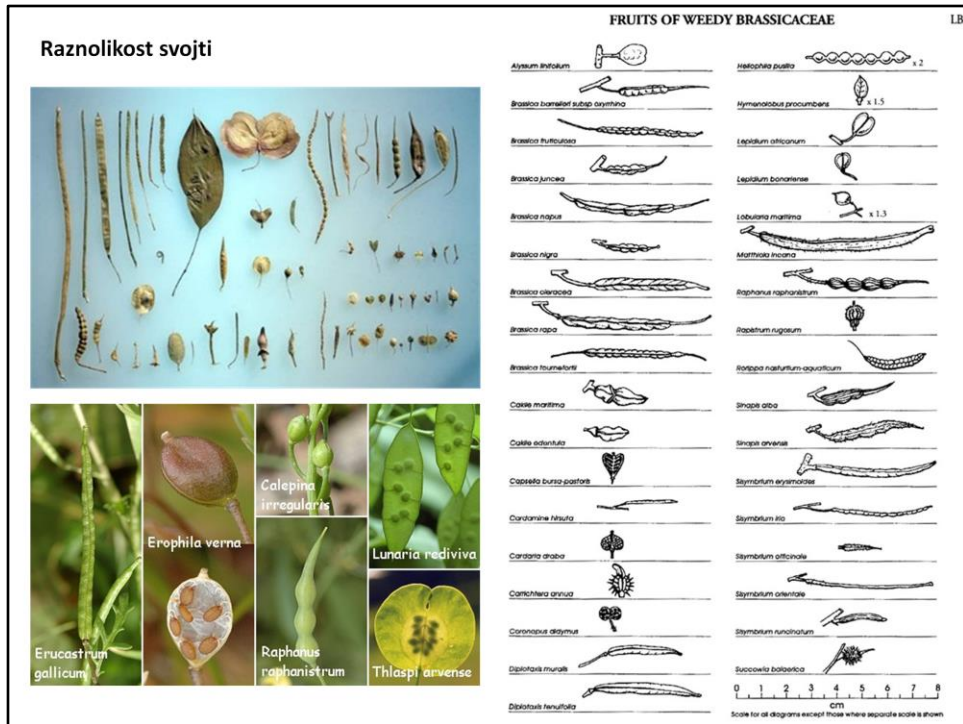 Raznolikost svojti
Erucastrum
gallicum
Erophila verna
Calepina
irregularis
Raphanus
raphanistrum
Lunaria rediviva
Thlaspi arvense
FRUITS OF WEEDY BRASSICACEAE
LB
Alyssum linifolium
Brassica barrelieri subsp oxyrrhina
Brassica fruticulosa
Brassica juncea
Brassica napus
Brassica nigra
Brassica oleracea
Brassica rapa
Brassica tournefortii
Cakile maritima
Cakile edentula
Capsella bursa-pastoris
Cardamine hirsuta
Cardaria draba
Carrichtera annua
Coronopus didymus
Diplotaxis muralis
Diplotaxis tenuifolia
Heliophila pusilla
x 2
Hymenolobus procumbens
x 1.5
Lepidium africanum
Lepidium bonariense
Lobularia maritima
x 1.3
Matthiola incana
Raphanus raphanistrum
Rapistrum rugosum
Rorippa nasturtium-aquaticum
Sinapis alba
Sinapis arvensis
Sisymbrium erysimoides
Sisymbrium irio
Sisymbrium officinale
Sisymbrium orientale
Sisymbrium runcinatum
Succowia balearica
0 1 2 3 4 5 6 7 8
cm
Scale for all diagrams except those where separate scale is shown